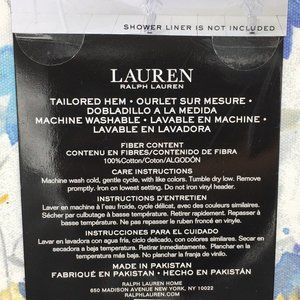 SHOWER LINER IS NOT INCLUDED
LAUREN
RALPH LAUREN
TAILORED HEM • OURLET SUR MESURE •
DOBLADILLO A LA MEDIDA
MACHINE WASHABLE • LAVABLE EN MACHINE •
LAVABLE EN LAVADORA
FIBER CONTENT
CONTENU EN FIBRES/CONTENIDO DE FIBRA
100%Cotton/Coton/ALGODÓN
CARE INSTRUCTIONS
Machine wash cold, gentle cycle, with like colors. Tumble dry low. Remove
promptly. Iron on lowest setting. Do not iron vinyl header.
INSTRUCTIONS D'ENTRETIEN
Laver en machine à l'eau froide, cycle délicat, avec des couleurs similaires.
Sécher par culbutage à basse température. Retirer rapidement. Repasser à
basse température. Ne pas repasser le ruban froncé en vinyle.
INSTRUCCIONES PARA EL CUIDADO
Lavar en lavadora con agua fría, ciclo delicado, con colores similares. Secar en
secadora a baja temperatura. Retirar inmediatamente. Planchar en la temperatura
más baja. No planchar la franja de vinilo.
MADE IN PAKISTAN
FABRIQUÉ EN PAKISTAN • HECHO EN PAKISTÁN
RALPH LAUREN HOME
650 MADISON AVENUE NEW YORK, NY 10022
RALPHLAUREN.COM